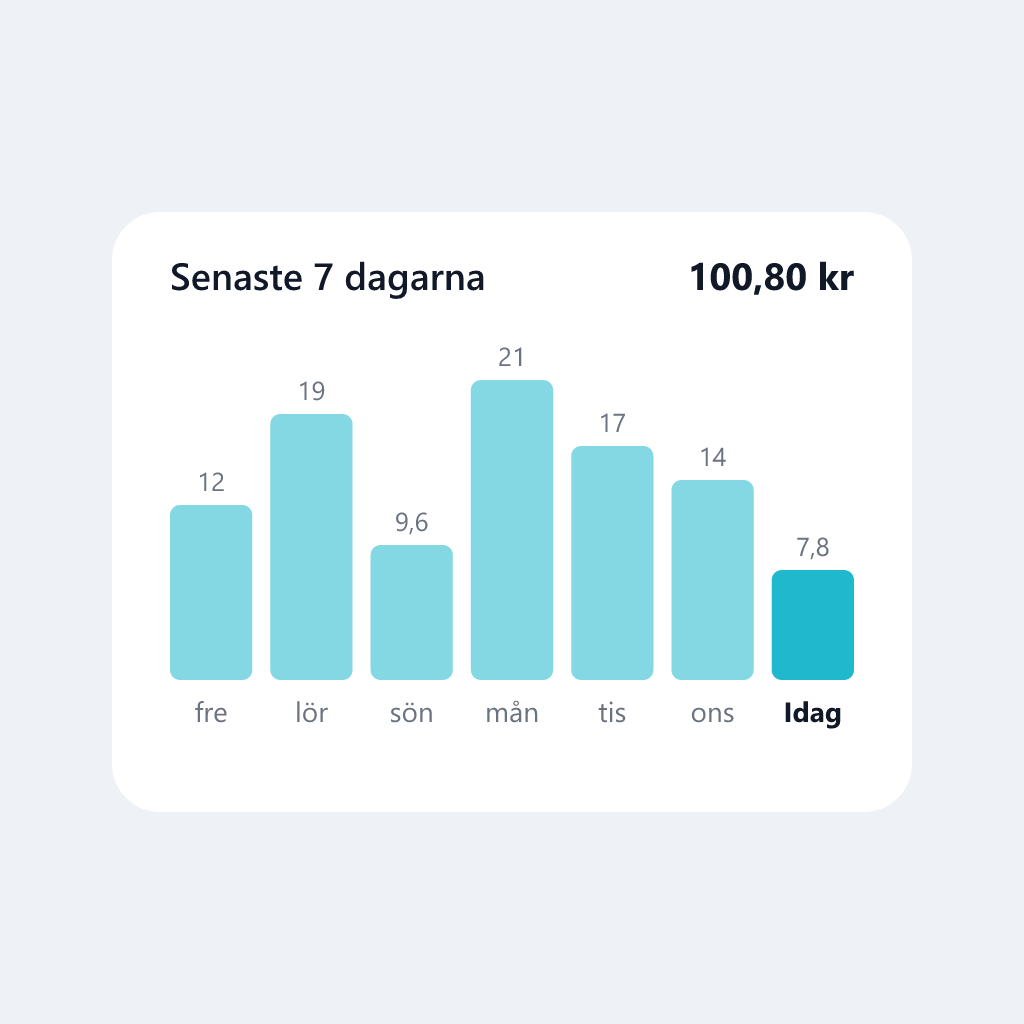 Senaste 7 dagarna
100,80 kr
12
19
9,6
21
17
14
7,8
fre
lör
sön
mån
tis
ons
Idag